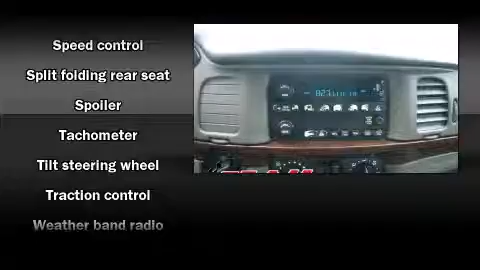 Speed control
Split folding rear seat
Spoiler
Tachometer
Tilt steering wheel
Traction control
Weather band radio